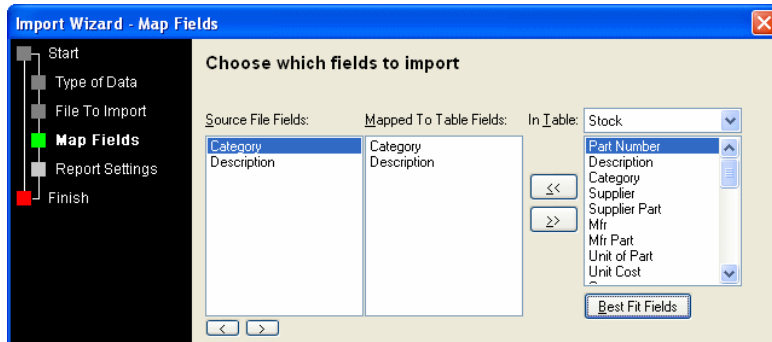 Import Wizard - Map Fields
Start
Type of Data
File To Import
Map Fields
Report Settings
Finish
Choose which fields to import
Source File Fields:
Category
Description
Mapped To Table Fields:
Category
Description
<<
>>
In Table:
Stock
Part Number
Description
Category
Supplier
Supplier Part
Mfr
Mfr Part
Unit of Part
Unit Cost
Best Fit Fields
< >